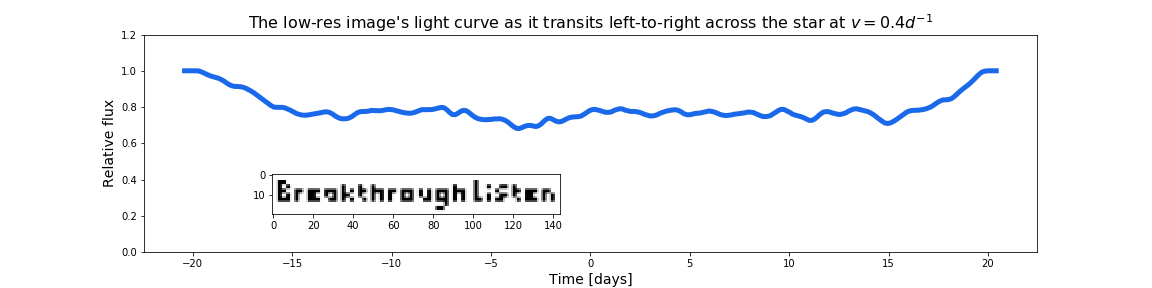 The low-res image's light curve as it transits left-to-right across the star at v = 0.4d⁻¹
1.2
1.0
0.8
0.6
0.4
0.2
0.0
Relative flux
0
10
Breakthrough listen
0 20 40 60 80 100 120 140
−20 −15 −10 −5 0 5 10 15 20
Time [days]